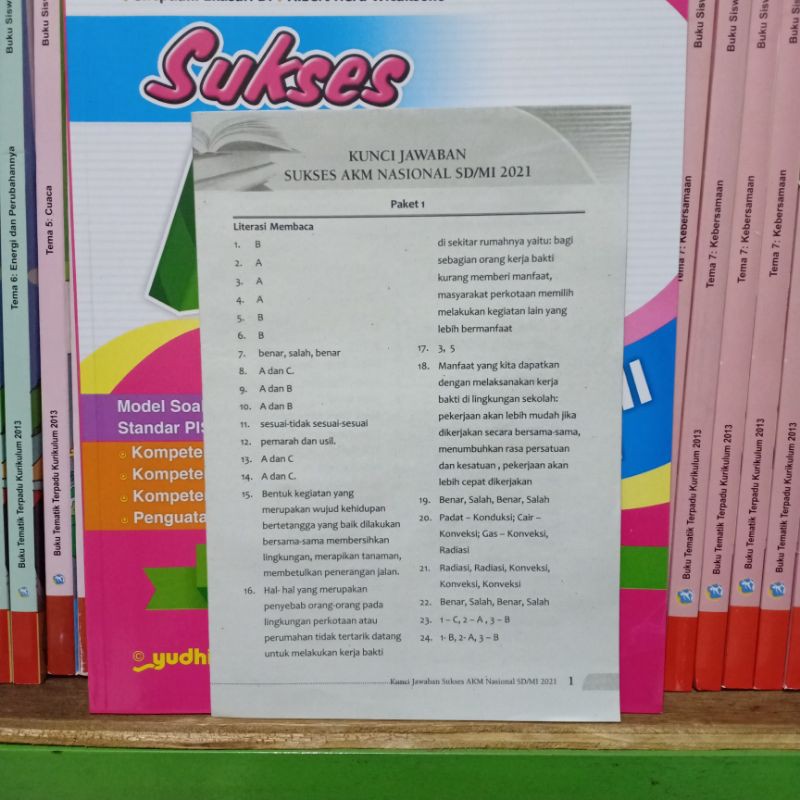 Sukses
KUNCI JAWABAN
SUKSES AKM NASIONAL SD/MI 2021
Paket 1
Literasi Membaca
1. B
2. A
3. A
4. A
5. B
6. B
7. benar, salah, benar
8. A dan C.
9. A dan B
10. A dan B
11. sesuai-tidak sesuai-sesuai
12. pemarah dan usil.
13. A dan C
14. A dan C.
15. Bentuk kegiatan yang
merupakan wujud kehidupan
bertetangga yang baik dilakukan
bersama-sama membersihkan
lingkungan, merapikan tanaman,
membetulkan penerangan jalan.
16. Hal- hal yang merupakan
penyebab orang-orang pada
lingkungan perkotaan atau
perumahan tidak tertarik datang
untuk melakukan kerja bakti
di sekitar rumahnya yaitu: bagi
sebagian orang kerja bakti
kurang memberi manfaat,
masyarakat perkotaan memilih
melakukan kegiatan lain yang
lebih bermanfaat
17. 3, 5
18. Manfaat yang kita dapatkan
dengan melaksanakan kerja
bakti di lingkungan sekolah:
pekerjaan akan lebih mudah jika
dikerjakan secara bersama-sama,
menumbuhkan rasa persatuan
dan kesatuan , pekerjaan akan
lebih cepat dikerjakan
19. Benar, Salah, Benar, Salah
20. Padat – Konduksi; Cair –
Konveksi; Gas – Konveksi,
Radiasi
21. Radiasi, Radiasi, Konveksi,
Konveksi, Konveksi
22. Benar, Salah, Benar, Salah
23. 1 – C, 2 – A , 3 – B
24. 1- B, 2- A, 3 – B
Kunci Jawaban Sukses AKM Nasional SD/MI 2021 1
Model Soal
Standar PIS
Kompete
Kompete
Kompete
Penguata
© yudhi
Buku Sisw
Tema 6: Energi dan Perubahannya
Buku Tematik Terpadu Kurikulum 2013
Buku Sis
Tema 5: Cuaca
Buku Tematik Terpadu Kurikulum 2013
Buku Sisw
Tema 7: Kebersamaan
Buku Tematik Terpadu Kurikulum 2013
Buku Sisw
Tema 7: Kebersamaan
Buku Tematik Terpadu Kurikulum 2013
Buku Sisw
Tema 7: Kebersamaan
Buku Tematik Terpadu Kurikulum 2013
Buku Sisw
Tema 7: Kebersamaan
Buku Tematik Terpadu Kurikulum 2013